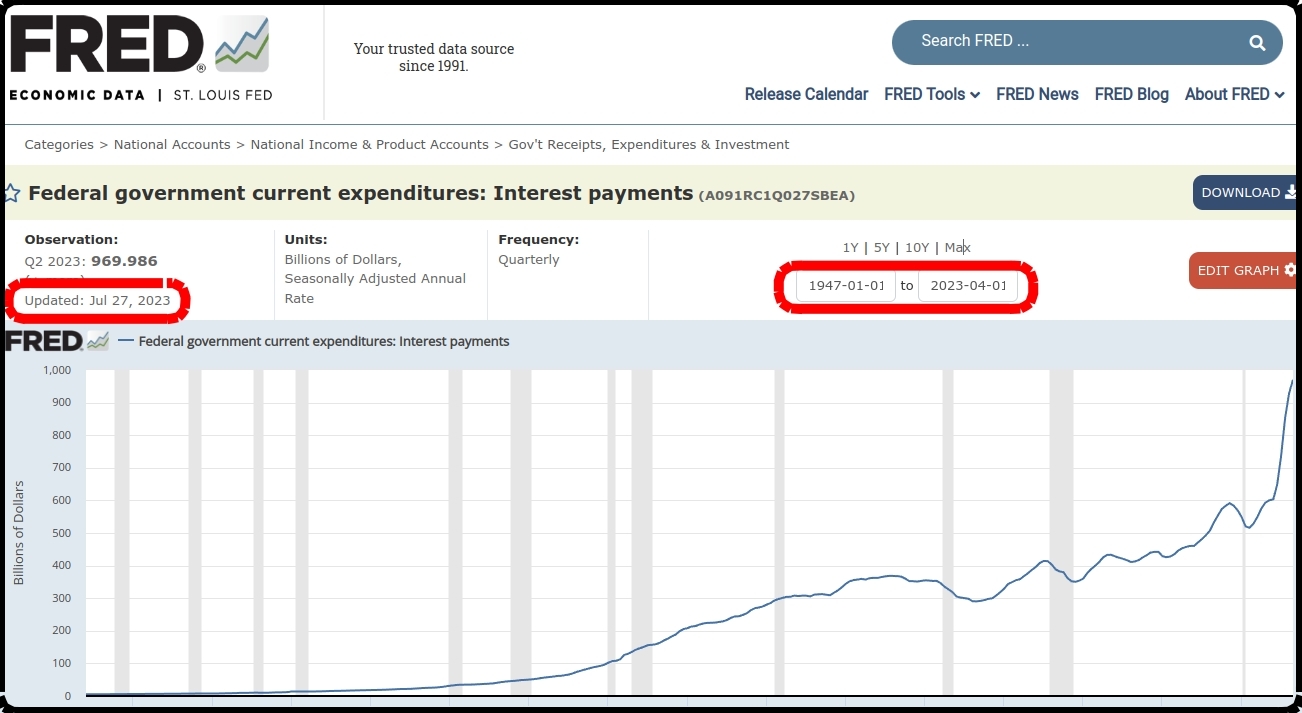 FRED®
ECONOMIC DATA | ST. LOUIS FED
Your trusted data source
since 1991.
Search FRED ...
Release Calendar FRED Tools FRED News FRED Blog About FRED
Categories > National Accounts > National Income & Product Accounts > Gov't Receipts, Expenditures & Investment
Federal government current expenditures: Interest payments (A091RC1Q027SBEA)
DOWNLOAD
Observation:
Q2 2023: 969.986
Updated: Jul 27, 2023
Units:
Billions of Dollars,
Seasonally Adjusted Annual
Rate
Frequency:
Quarterly
1Y | 5Y | 10Y | Max
1947-01-01 to 2023-04-01
EDIT GRAPH
FRED
Federal government current expenditures: Interest payments
Billions of Dollars
1,000
900
800
700
600
500
400
300
200
100
0